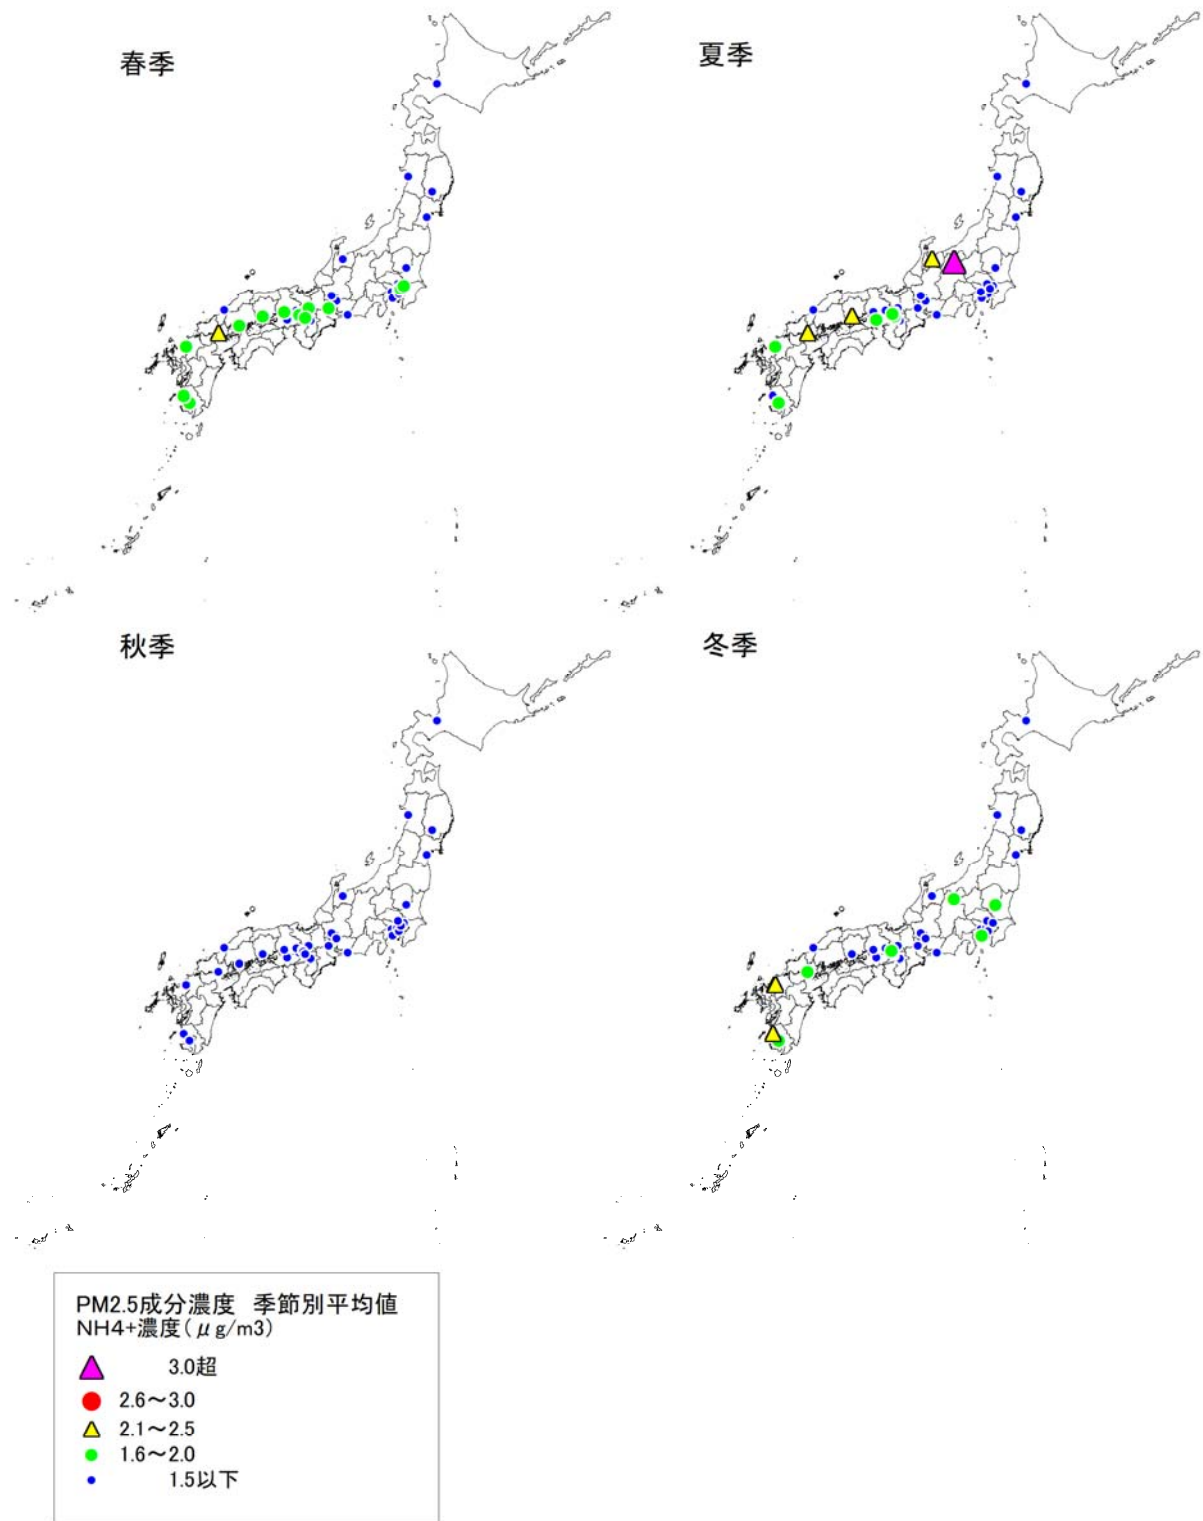 春季
夏季
秋季
冬季
PM2.5成分濃度 季節別平均値
NH4+濃度(μg/m3)
3.0超
2.6～3.0
2.1～2.5
1.6～2.0
1.5以下